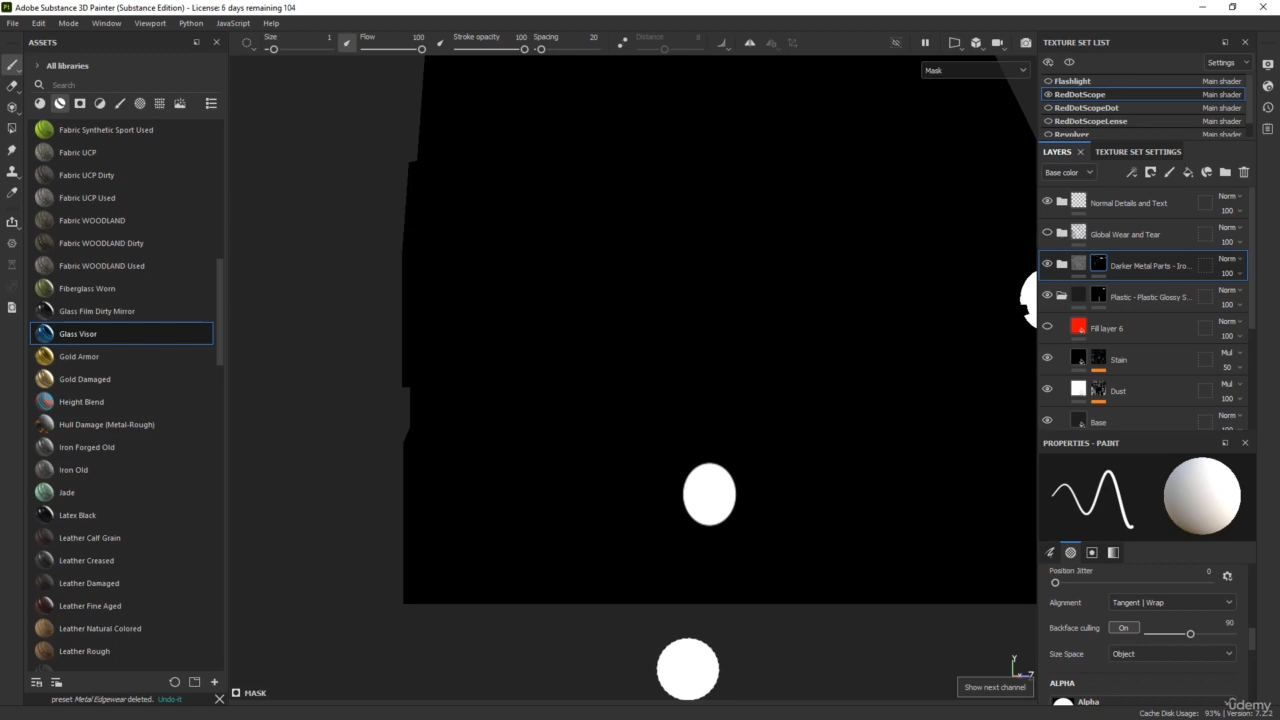 Adobe Substance 3D Painter (Substance Edition) - License: 6 days remaining 104
File Edit Mode Window Viewport Python JavaScript Help
ASSETS
Size 1 Flow 100 Stroke opacity 100 Spacing 20 Distance 8
TEXTURE SET LIST
Settings
All libraries
Search
Mask
Flashlight Main shader
RedDotScope Main shader
RedDotScopeDot Main shader
RedDotScopeLense Main shader
Revolver Main shader
LAYERS TEXTURE SET SETTINGS
Base color
Normal Details and Text Norm 100
Global Wear and Tear Norm 100
Darker Metal Parts - Iro... Norm 100
Plastic - Plastic Glossy S... Norm 100
Fill layer 6 Norm 100
Stain Mul 50
Dust Mul 100
Base Norm 100
Fabric Synthetic Sport Used
Fabric UCP
Fabric UCP Dirty
Fabric UCP Used
Fabric WOODLAND
Fabric WOODLAND Dirty
Fabric WOODLAND Used
Fiberglass Worn
Glass Film Dirty Mirror
Glass Visor
Gold Armor
Gold Damaged
Height Blend
Hull Damage (Metal-Rough)
Iron Forged Old
Iron Old
Jade
Latex Black
Leather Calf Grain
Leather Creased
Leather Damaged
Leather Fine Aged
Leather Natural Colored
Leather Rough
PROPERTIES - PAINT
Position Jitter 0
Alignment Tangent | Wrap
Backface culling On 90
Size Space Object
ALPHA
Alpha
Y
Z
Show next channel
MASK
preset Metal Edgewear deleted. Undo-it
Cache Disk Usage: 93% | Version: 7.2.2
udemy